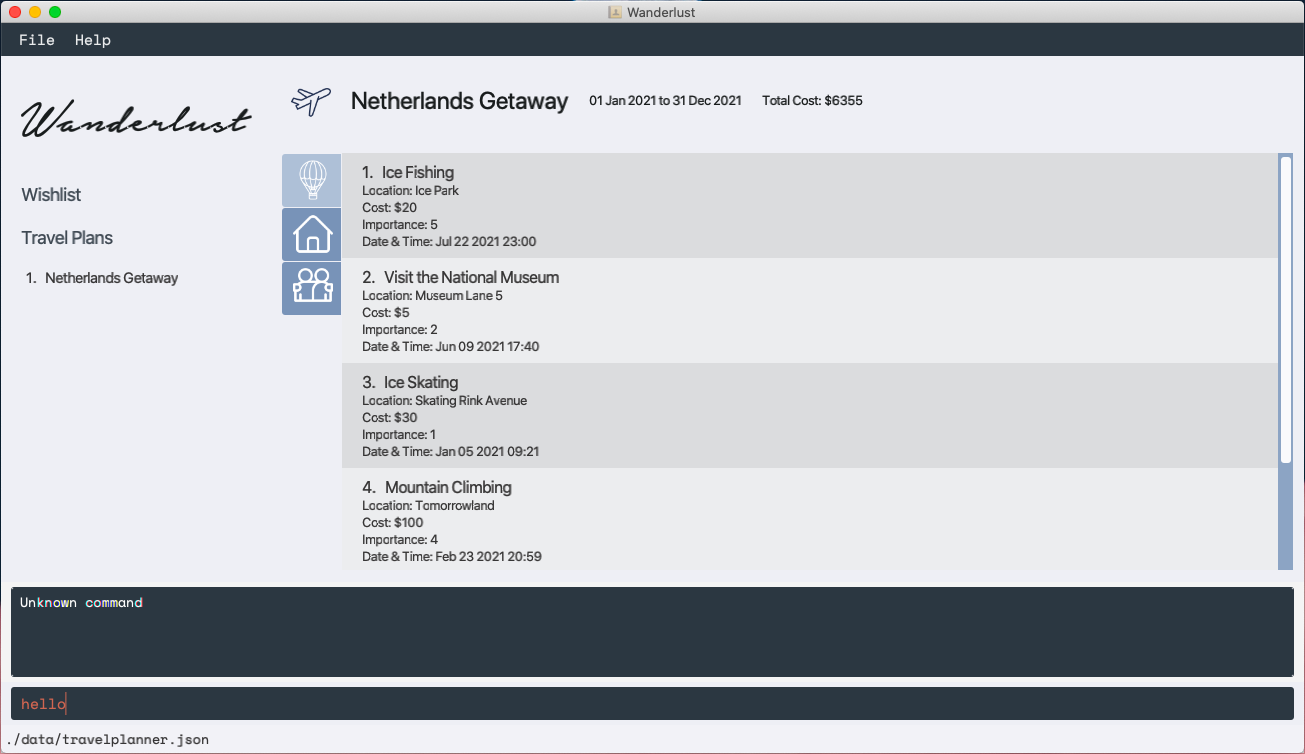 Wanderlust
File Help
Wanderlust
Netherlands Getaway 01 Jan 2021 to 31 Dec 2021 Total Cost: $6355
Wishlist
Travel Plans
1. Netherlands Getaway
1. Ice Fishing
Location: Ice Park
Cost: $20
Importance: 5
Date & Time: Jul 22 2021 23:00
2. Visit the National Museum
Location: Museum Lane 5
Cost: $5
Importance: 2
Date & Time: Jun 09 2021 17:40
3. Ice Skating
Location: Skating Rink Avenue
Cost: $30
Importance: 1
Date & Time: Jan 05 2021 09:21
4. Mountain Climbing
Location: Tomorrowland
Cost: $100
Importance: 4
Date & Time: Feb 23 2021 20:59
Unknown command
hello
./data/travelplanner.json